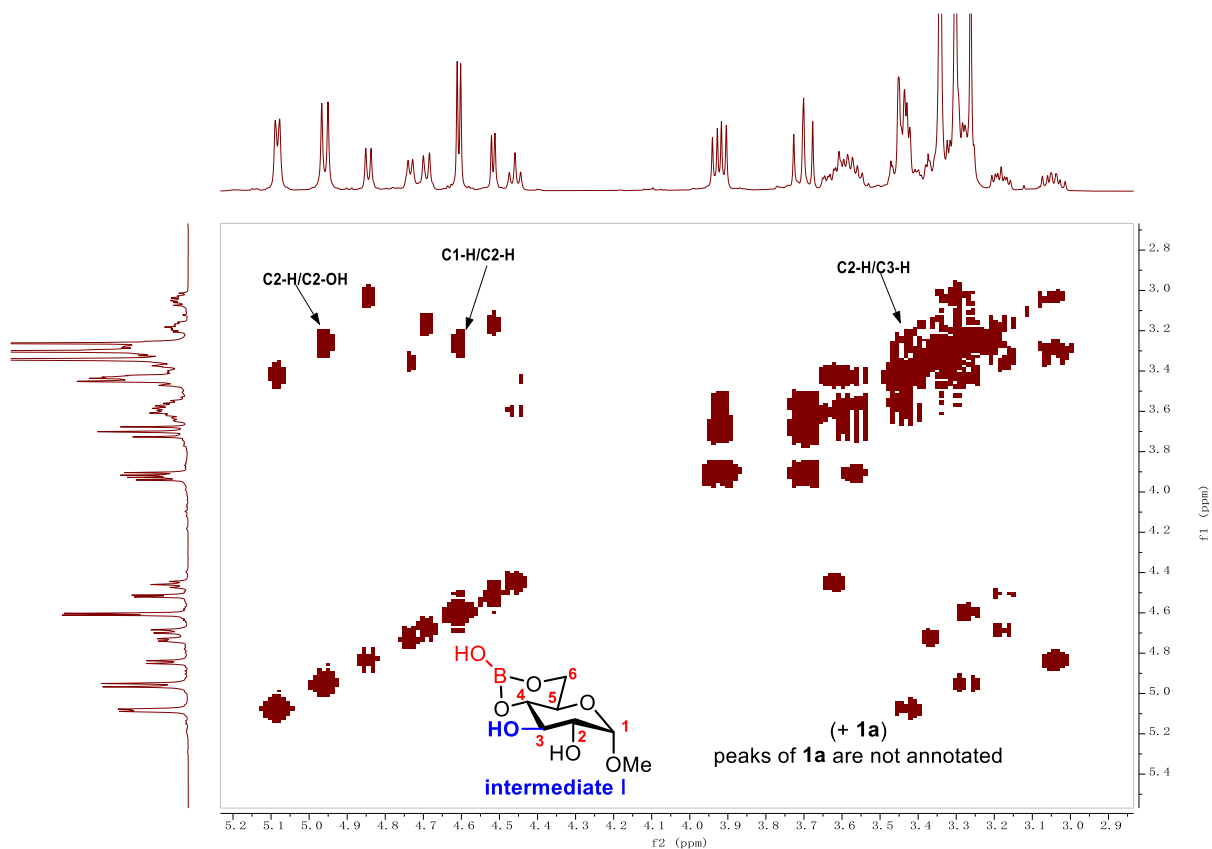 C1-H/C2-H
C2-H/C2-OH
C2-H/C3-H
2.8
3.0
3.2
3.4
3.6
3.8
4.0
4.2
4.4
4.6
4.8
5.0
5.2
5.4
f1 (ppm)
HO
B
O
6
O
4
5
O
HO
3
2
1
HO
OMe
intermediate I
(+ 1a)
peaks of 1a are not annotated
5.2 5.1 5.0 4.9 4.8 4.7 4.6 4.5 4.4 4.3 4.2 4.1 4.0 3.9 3.8 3.7 3.6 3.5 3.4 3.3 3.2 3.1 3.0 2.9
f2 (ppm)